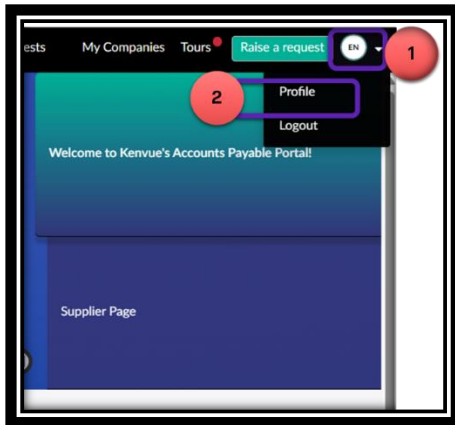 ests My Companies Tours Raise a request EN 1
2 Profile
Logout
Welcome to Kenvue's Accounts Payable Portal!
Supplier Page